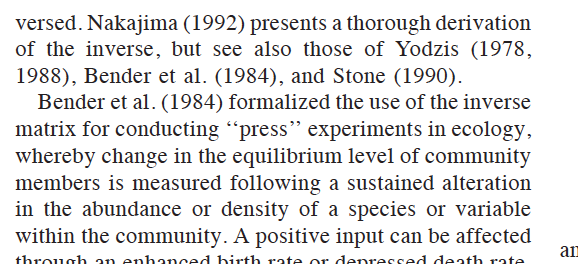 versed. Nakajima (1992) presents a thorough derivation
of the inverse, but see also those of Yodzis (1978,
1988), Bender et al. (1984), and Stone (1990).
Bender et al. (1984) formalized the use of the inverse
matrix for conducting ‘‘press’’ experiments in ecology,
whereby change in the equilibrium level of community
members is measured following a sustained alteration
in the abundance or density of a species or variable
within the community. A positive input can be affected
through an enhanced birth rate or depressed death rate